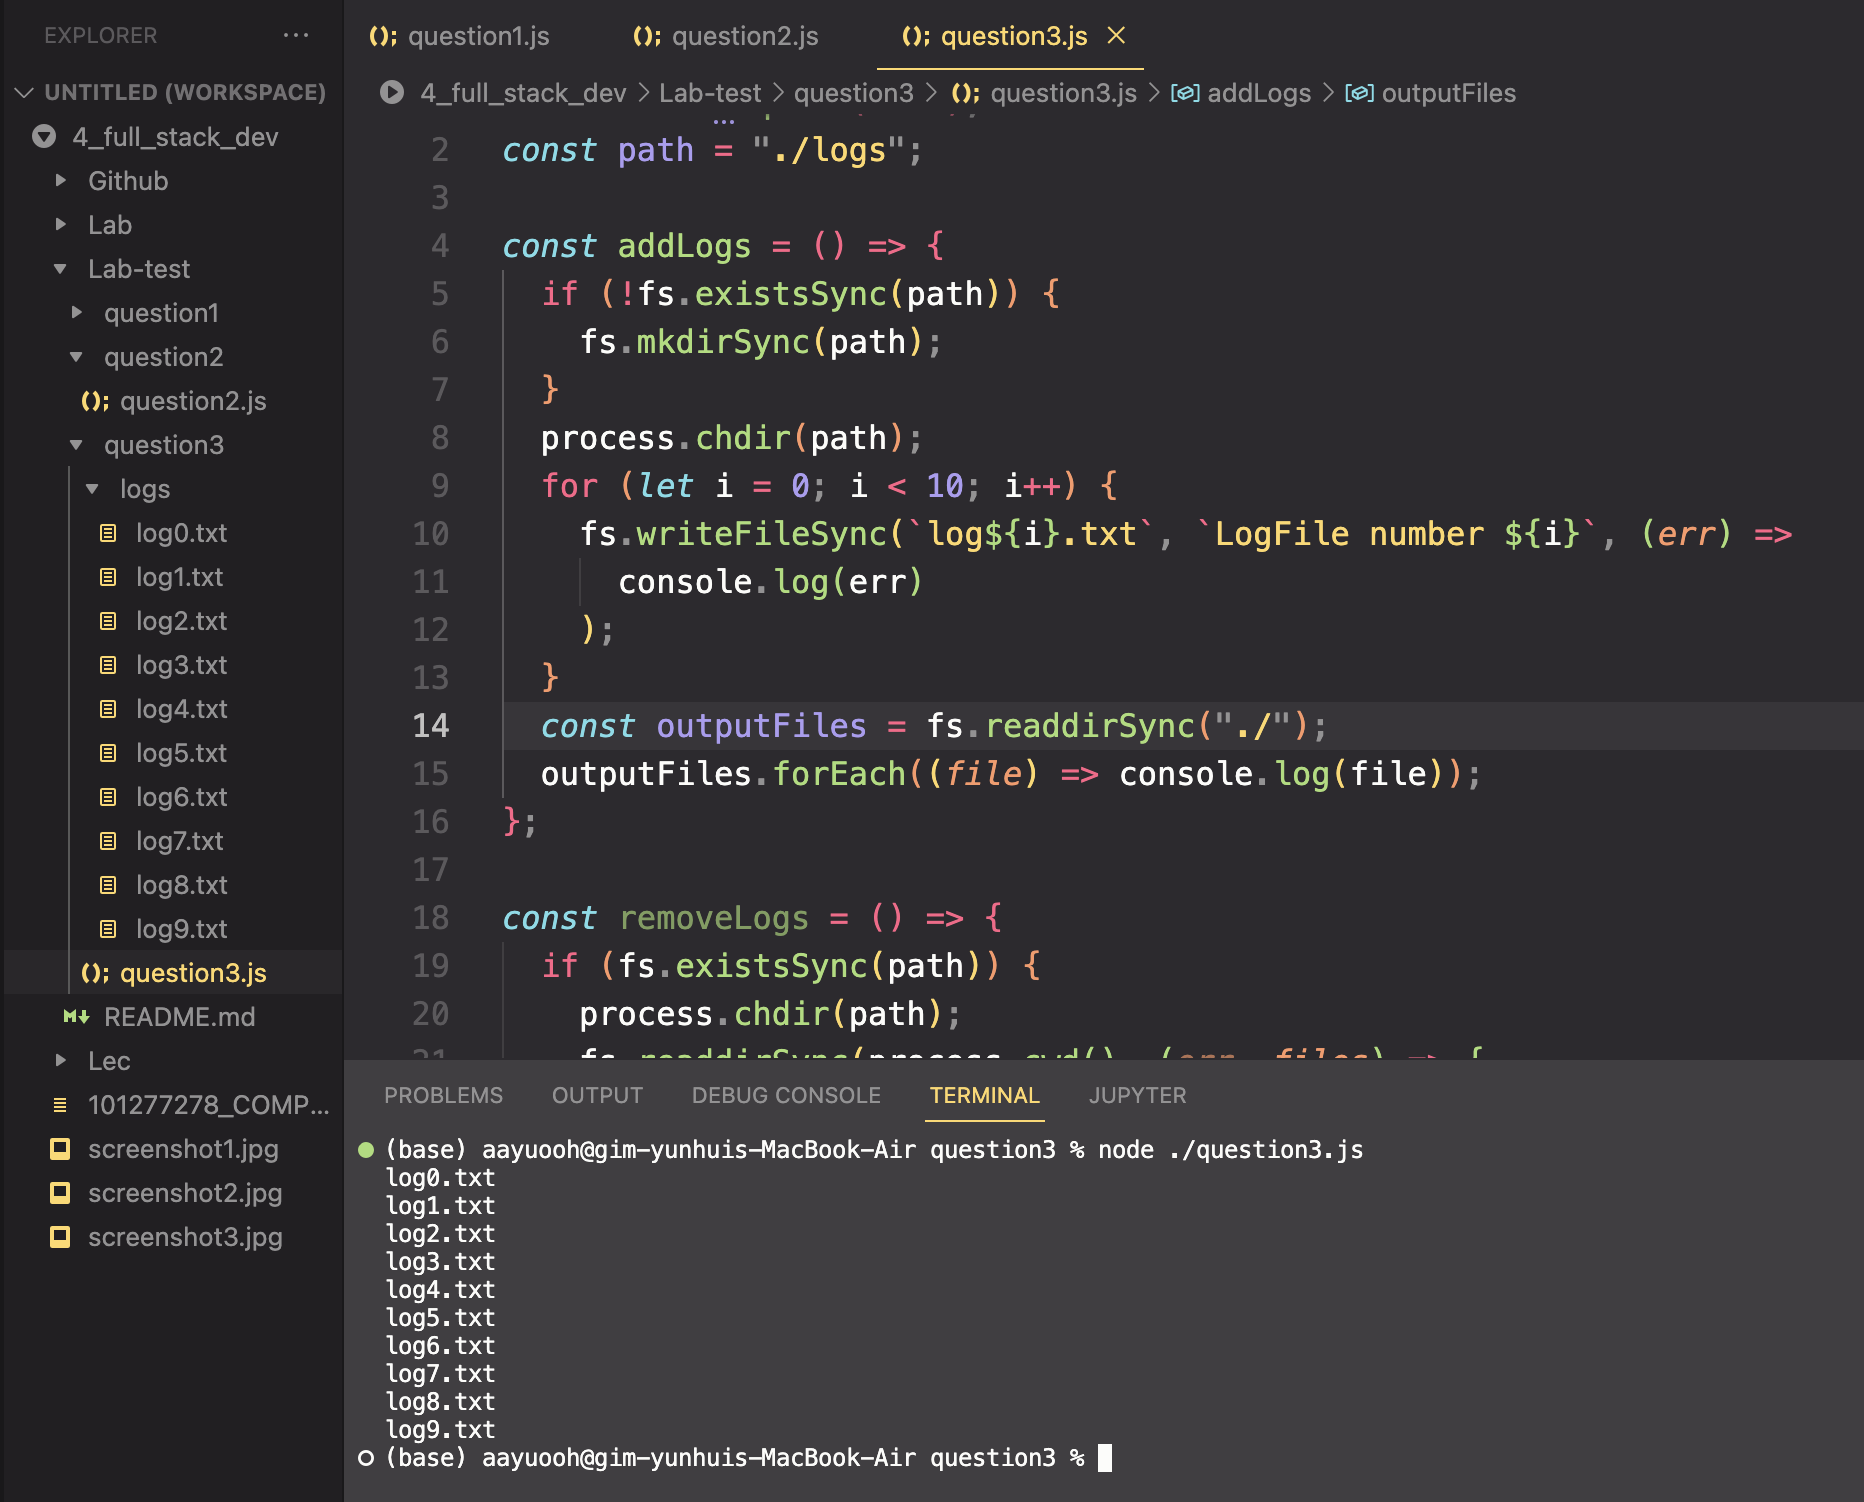 EXPLORER ...
UNTITLED (WORKSPACE)
4_full_stack_dev
Github
Lab
Lab-test
question1
question2
question2.js
question3
logs
log0.txt
log1.txt
log2.txt
log3.txt
log4.txt
log5.txt
log6.txt
log7.txt
log8.txt
log9.txt
question3.js
README.md
Lec
101277278_COMP...
screenshot1.jpg
screenshot2.jpg
screenshot3.jpg
question1.js question2.js question3.js
4_full_stack_dev > Lab-test > question3 > question3.js > addLogs > outputFiles
2 const path = "./logs";
3
4 const addLogs = () => {
5 if (!fs.existsSync(path)) {
6 fs.mkdirSync(path);
7 }
8 process.chdir(path);
9 for (let i = 0; i < 10; i++) {
10 fs.writeFileSync(`log${i}.txt`, `LogFile number ${i}`, (err) =>
11 console.log(err)
12 );
13 }
14 const outputFiles = fs.readdirSync("./");
15 outputFiles.forEach((file) => console.log(file));
16 };
17
18 const removeLogs = () => {
19 if (fs.existsSync(path)) {
20 process.chdir(path);
21 fs.readdirSync(process.cwd(), (err, files) => {
PROBLEMS OUTPUT DEBUG CONSOLE TERMINAL JUPYTER
(base) aayuooh@gim-yunhuis-MacBook-Air question3 % node ./question3.js
log0.txt
log1.txt
log2.txt
log3.txt
log4.txt
log5.txt
log6.txt
log7.txt
log8.txt
log9.txt
(base) aayuooh@gim-yunhuis-MacBook-Air question3 %